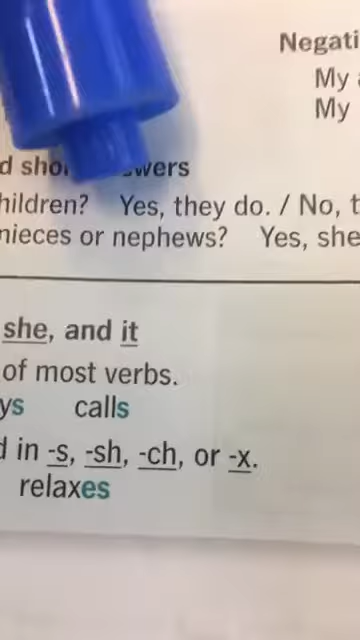 Negati
My
My
d sho wers
hildren? Yes, they do. / No, t
nieces or nephews? Yes, she
she, and it
of most verbs.
ys calls
d in -s, -sh, -ch, or -x.
relaxes